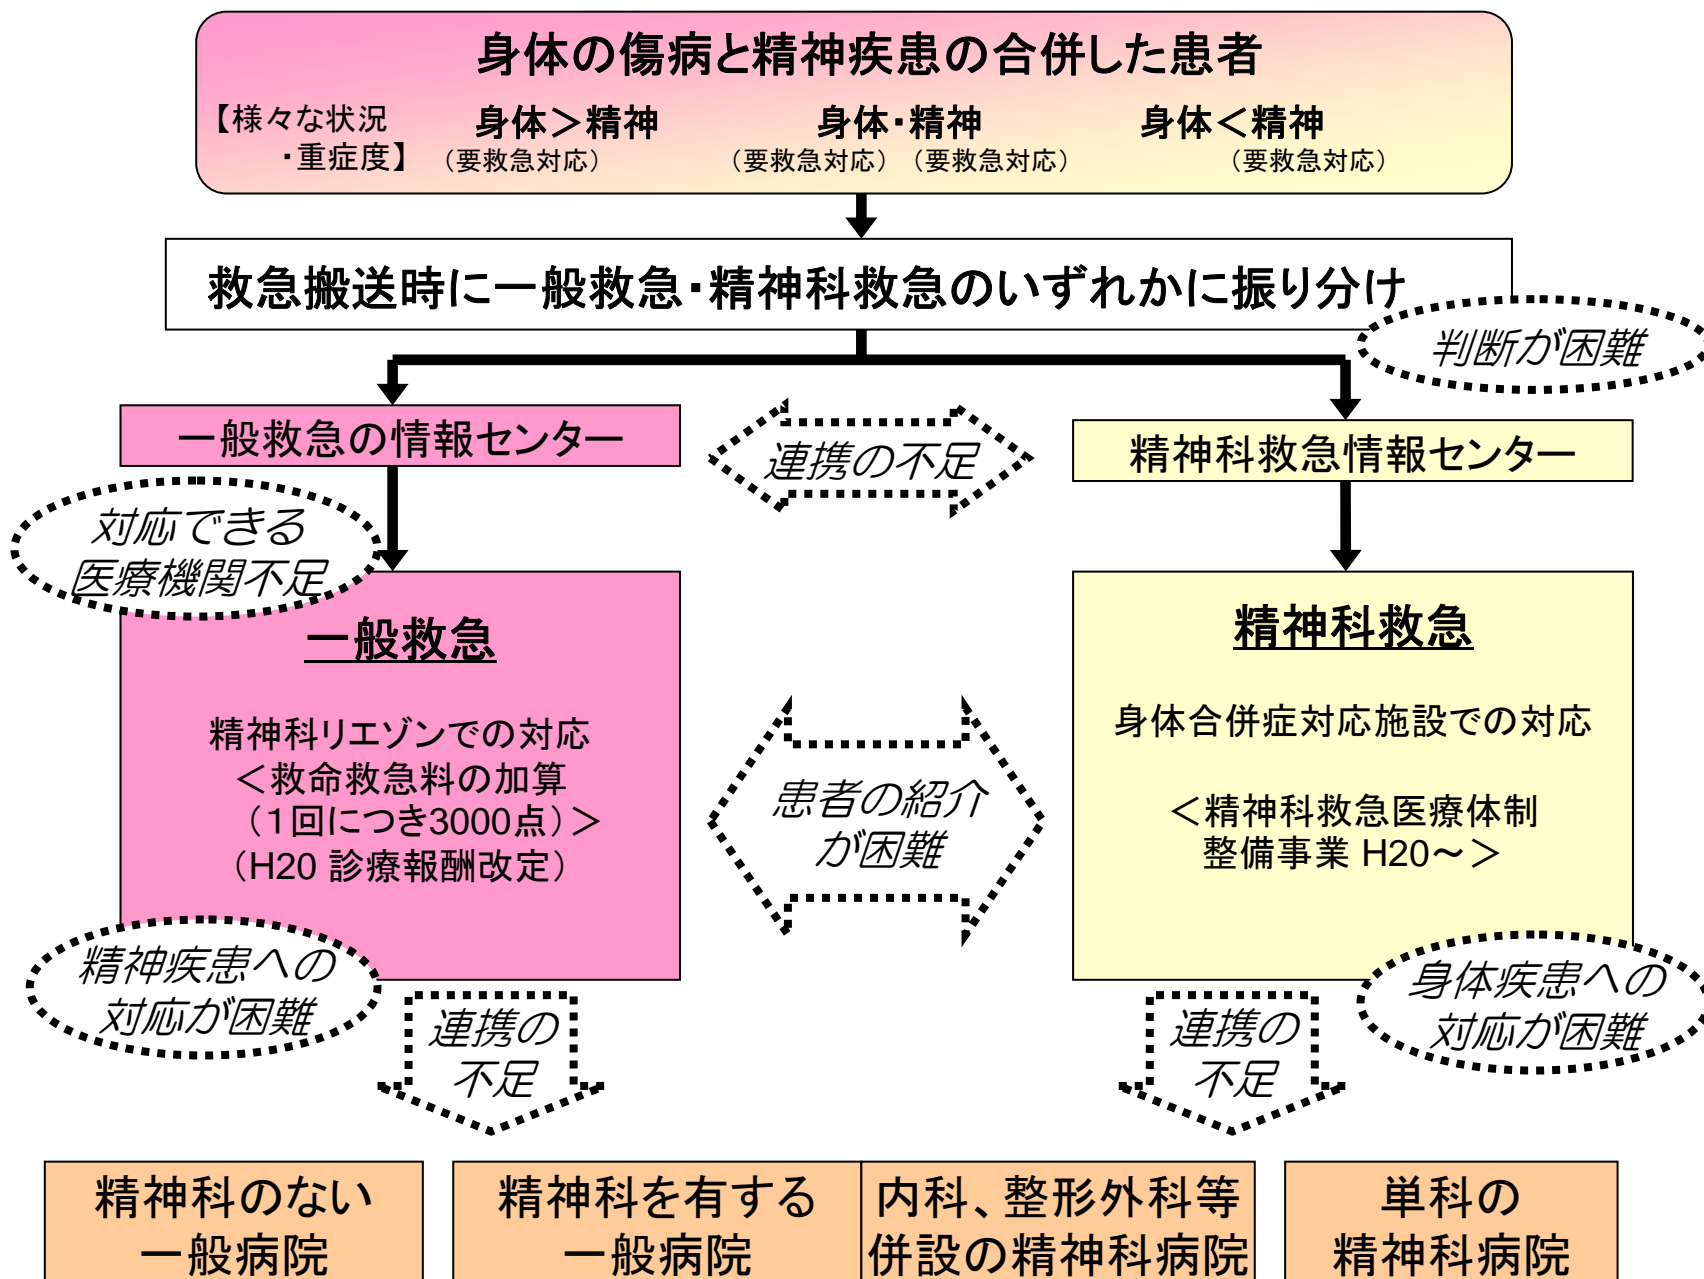 身体の傷病と精神疾患の合併した患者
【様々な状況
・重症度】
身体＞精神
（要救急対応）
身体・精神
（要救急対応）（要救急対応）
身体＜精神
（要救急対応）
救急搬送時に一般救急・精神科救急のいずれかに振り分け
判断が困難
一般救急の情報センター
連携の不足
精神科救急情報センター
対応できる
医療機関不足
一般救急
精神科リエゾンでの対応
＜救命救急料の加算
（１回につき3000点）＞
（H20 診療報酬改定）
患者の紹介
が困難
精神科救急
身体合併症対応施設での対応
＜精神科救急医療体制
整備事業 H20～＞
精神疾患への
対応が困難
連携の
不足
連携の
不足
身体疾患への
対応が困難
精神科のない
一般病院
精神科を有する
一般病院
内科、整形外科等
併設の精神科病院
単科の
精神科病院